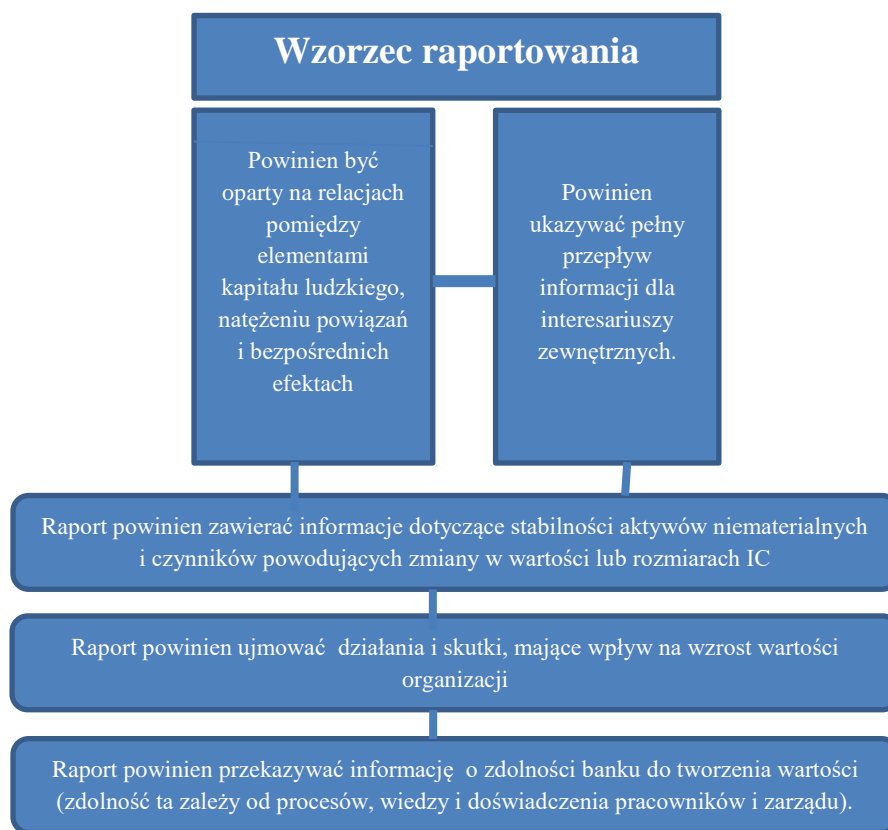 Wzorzec raportowania
Powinien być
oparty na relacjach
pomiędzy
elementami
kapitału ludzkiego,
natężeniu powiązań
i bezpośrednich
efektach
Powinien
ukazywać pełny
przepływ
informacji dla
interesariuszy
zewnętrznych.
Raport powinien zawierać informacje dotyczące stabilności aktywów niematerialnych
i czynników powodujących zmiany w wartości lub rozmiarach IC
Raport powinien ujmować działania i skutki, mające wpływ na wzrost wartości
organizacji
Raport powinien przekazywać informację o zdolności banku do tworzenia wartości
(zdolność ta zależy od procesów, wiedzy i doświadczenia pracowników i zarządu).